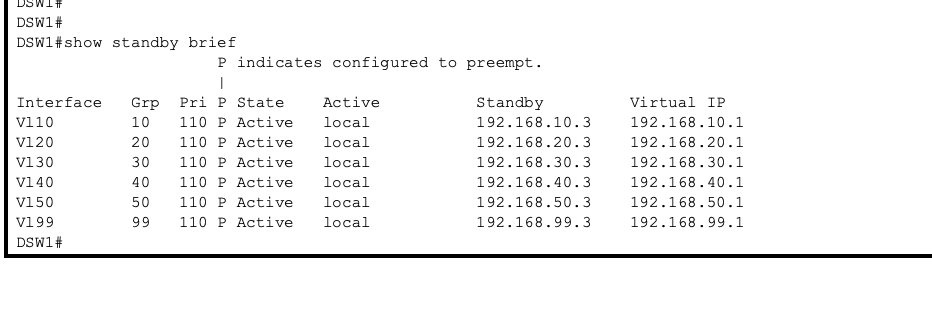 DSW1#
DSW1#
DSW1#show standby brief
                     P indicates configured to preempt.
                     |
Interface   Grp  Pri P State    Active          Standby         Virtual IP
Vl10        10   110 P Active   local           192.168.10.3    192.168.10.1
Vl20        20   110 P Active   local           192.168.20.3    192.168.20.1
Vl30        30   110 P Active   local           192.168.30.3    192.168.30.1
Vl40        40   110 P Active   local           192.168.40.3    192.168.40.1
Vl50        50   110 P Active   local           192.168.50.3    192.168.50.1
Vl99        99   110 P Active   local           192.168.99.3    192.168.99.1
DSW1#